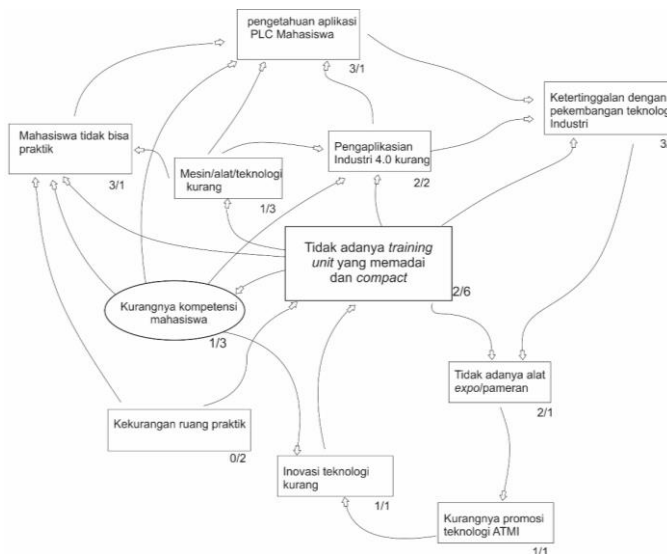 pengetahuan aplikasi
PLC Mahasiswa
3/1
Ketertinggalan dengan
pekembangan teknologi
Industri
3/
Mahasiswa tidak bisa
praktik
3/1
Pengaplikasian
Industri 4.0 kurang
2/2
Mesin/alat/teknologi
kurang
1/3
Tidak adanya training
unit yang memadai
dan compact
2/6
Kurangnya kompetensi
mahasiswa
1/3
Tidak adanya alat
expo/pameran
2/1
Kekurangan ruang praktik
0/2
Inovasi teknologi
kurang
1/1
Kurangnya promosi
teknologi ATMI
1/1